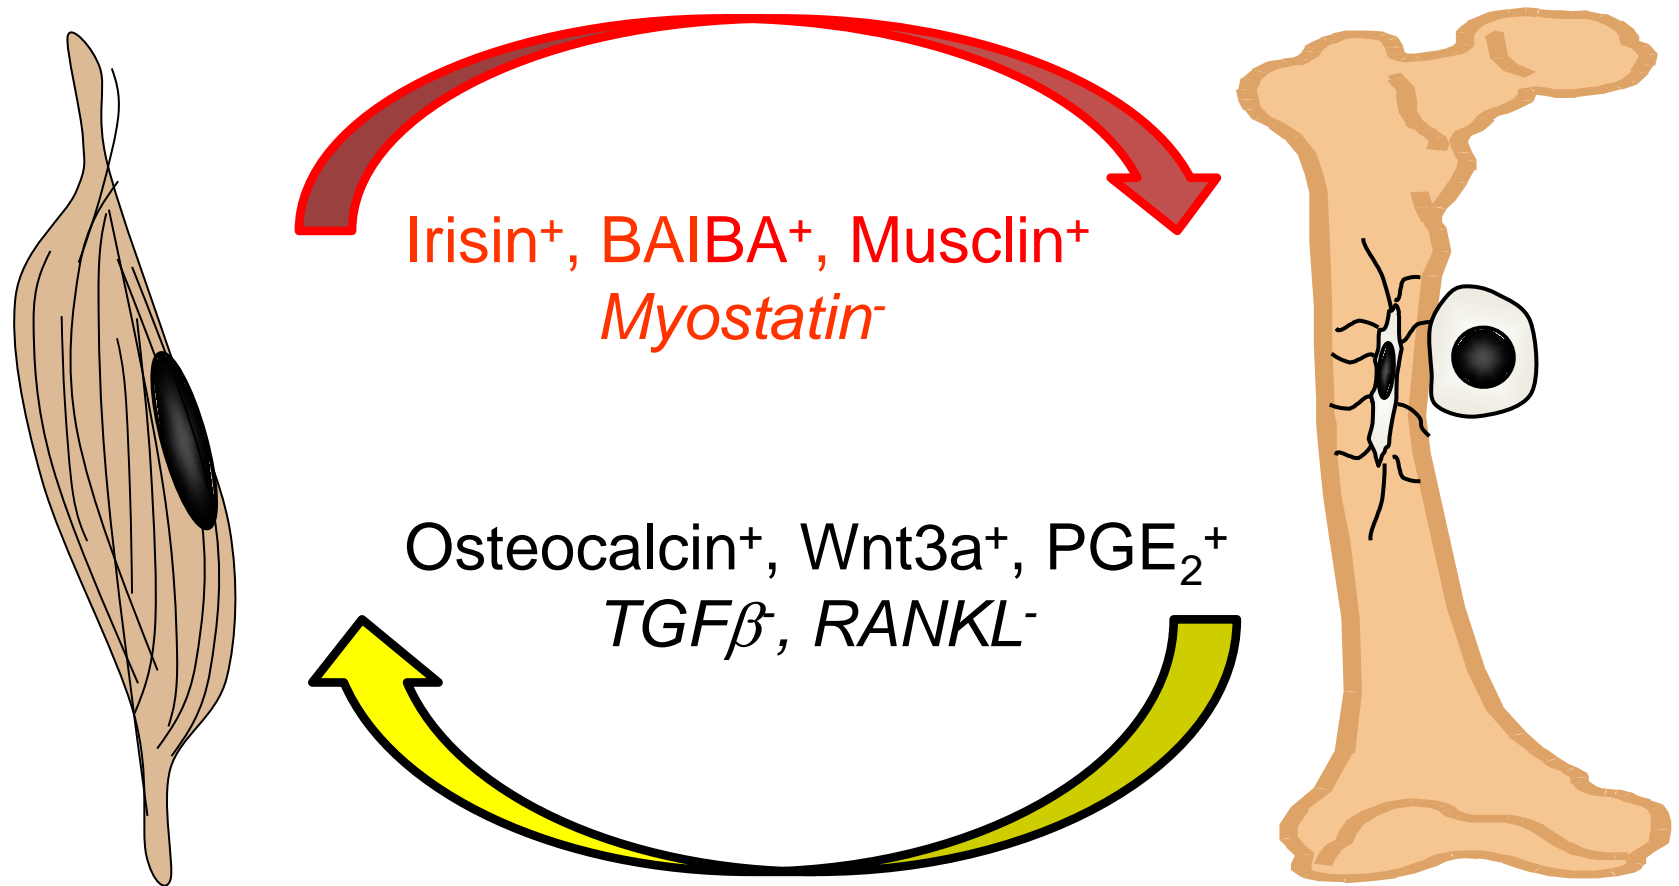 Irisin⁺, BAIBA⁺, Musclin⁺
Myostatin⁻
Osteocalcin⁺, Wnt3a⁺, PGE₂⁺
TGFβ⁻, RANKL⁻